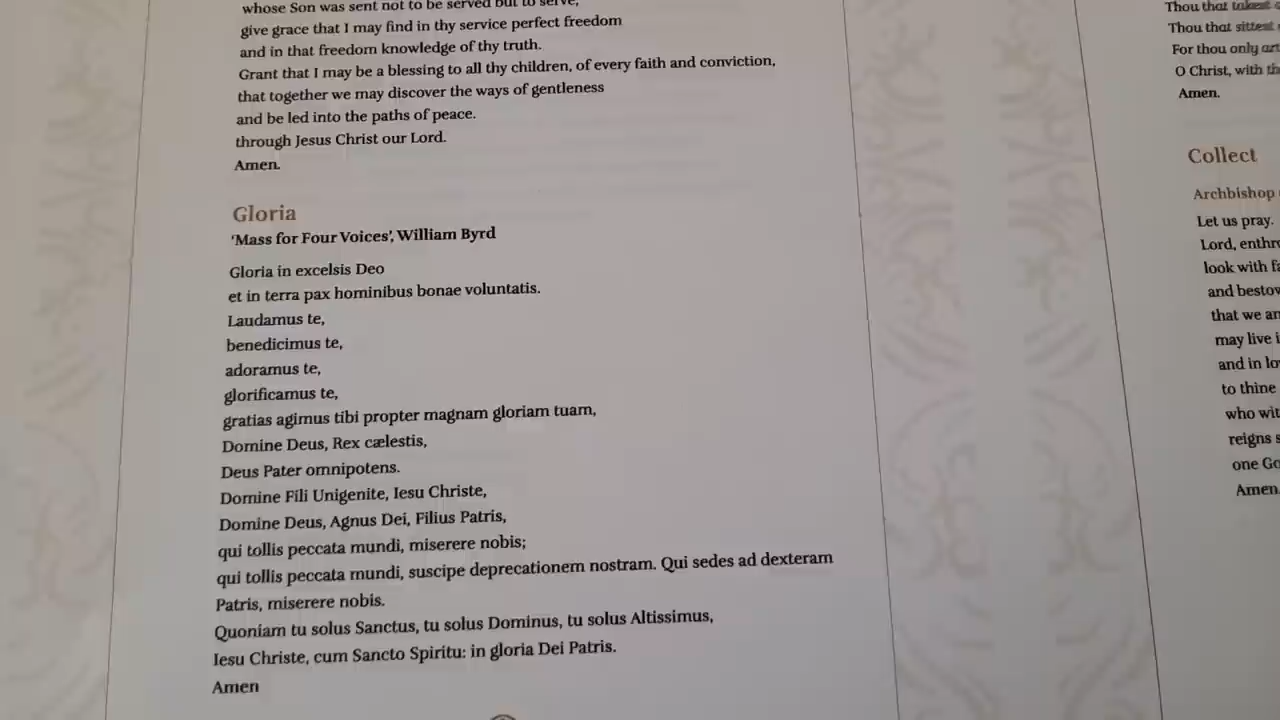 whose Son was sent not to be served but to serve,
give grace that I may find in thy service perfect freedom
and in that freedom knowledge of thy truth.
Grant that I may be a blessing to all thy children, of every faith and conviction,
that together we may discover the ways of gentleness
and be led into the paths of peace.
through Jesus Christ our Lord.
Amen.
Gloria
‘Mass for Four Voices’, William Byrd
Gloria in excelsis Deo
et in terra pax hominibus bonae voluntatis.
Laudamus te,
benedicimus te,
adoramus te,
glorificamus te,
gratias agimus tibi propter magnam gloriam tuam,
Domine Deus, Rex cælestis,
Deus Pater omnipotens.
Domine Fili Unigenite, Iesu Christe,
Domine Deus, Agnus Dei, Filius Patris,
qui tollis peccata mundi, miserere nobis;
qui tollis peccata mundi, suscipe deprecationem nostram. Qui sedes ad dexteram
Patris, miserere nobis.
Quoniam tu solus Sanctus, tu solus Dominus, tu solus Altissimus,
Iesu Christe, cum Sancto Spiritu: in gloria Dei Patris.
Amen
Thou that takest
Thou that sittest
For thou only art
O Christ, with
Amen.
Collect
Archbishop
Let us pray.
Lord,
look with
and
that we
may live
and in
to thine
who
reigns
one
Amen.